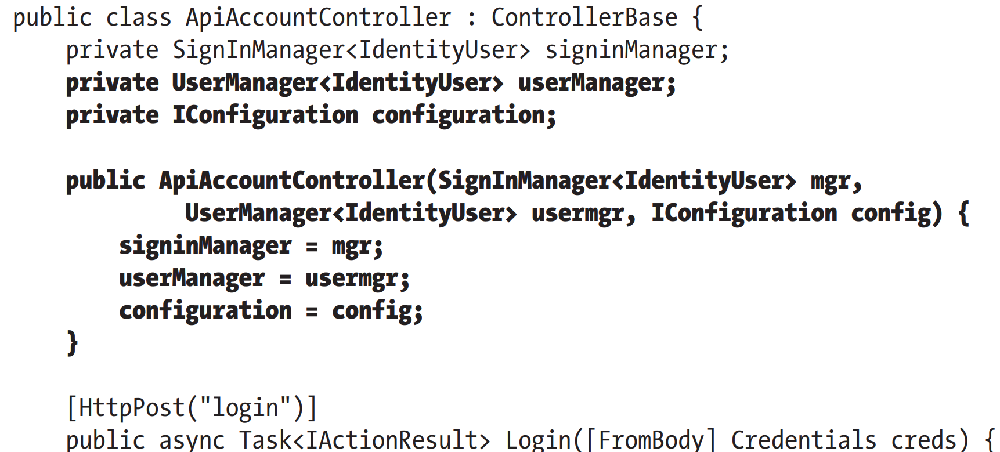 public class ApiAccountController : ControllerBase {
    private SignInManager<IdentityUser> signinManager;
    private UserManager<IdentityUser> userManager;
    private IConfiguration configuration;

    public ApiAccountController(SignInManager<IdentityUser> mgr,
             UserManager<IdentityUser> usermgr, IConfiguration config) {
        signinManager = mgr;
        userManager = usermgr;
        configuration = config;
    }

    [HttpPost("login")]
    public async Task<IActionResult> Login([FromBody] Credentials creds) {